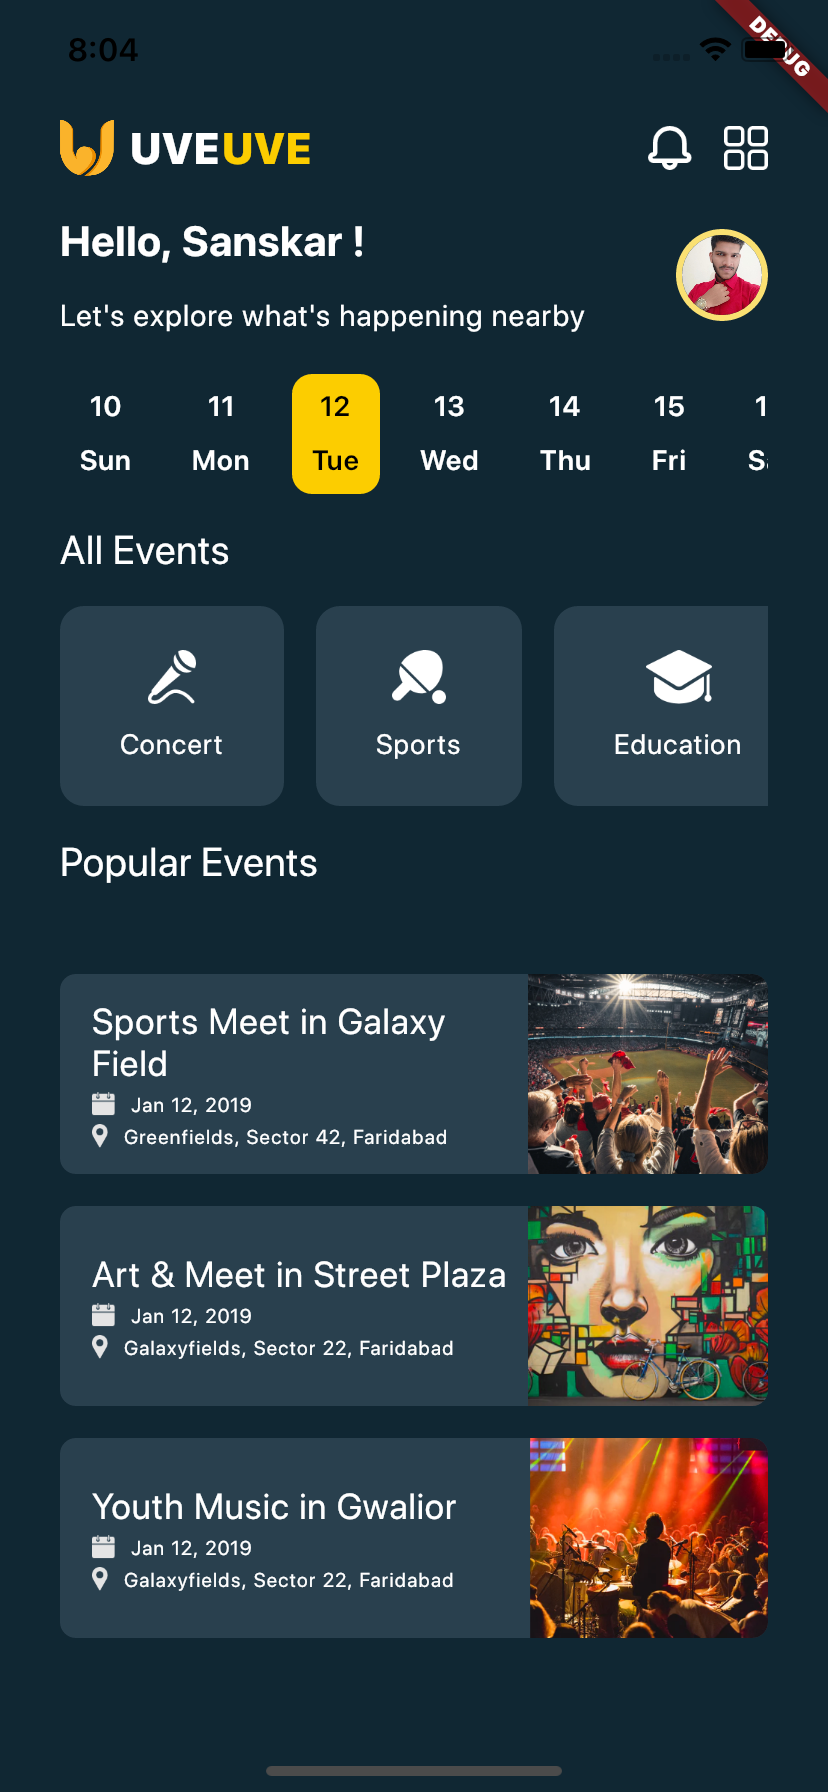 8:04
DEBUG
UVEUVE
Hello, Sanskar !
Let's explore what's happening nearby
10 11 12 13 14 15 1
Sun Mon Tue Wed Thu Fri Sa
All Events
Concert Sports Education
Popular Events
Sports Meet in Galaxy
Field
Jan 12, 2019
Greenfields, Sector 42, Faridabad
Art & Meet in Street Plaza
Jan 12, 2019
Galaxyfields, Sector 22, Faridabad
Youth Music in Gwalior
Jan 12, 2019
Galaxyfields, Sector 22, Faridabad